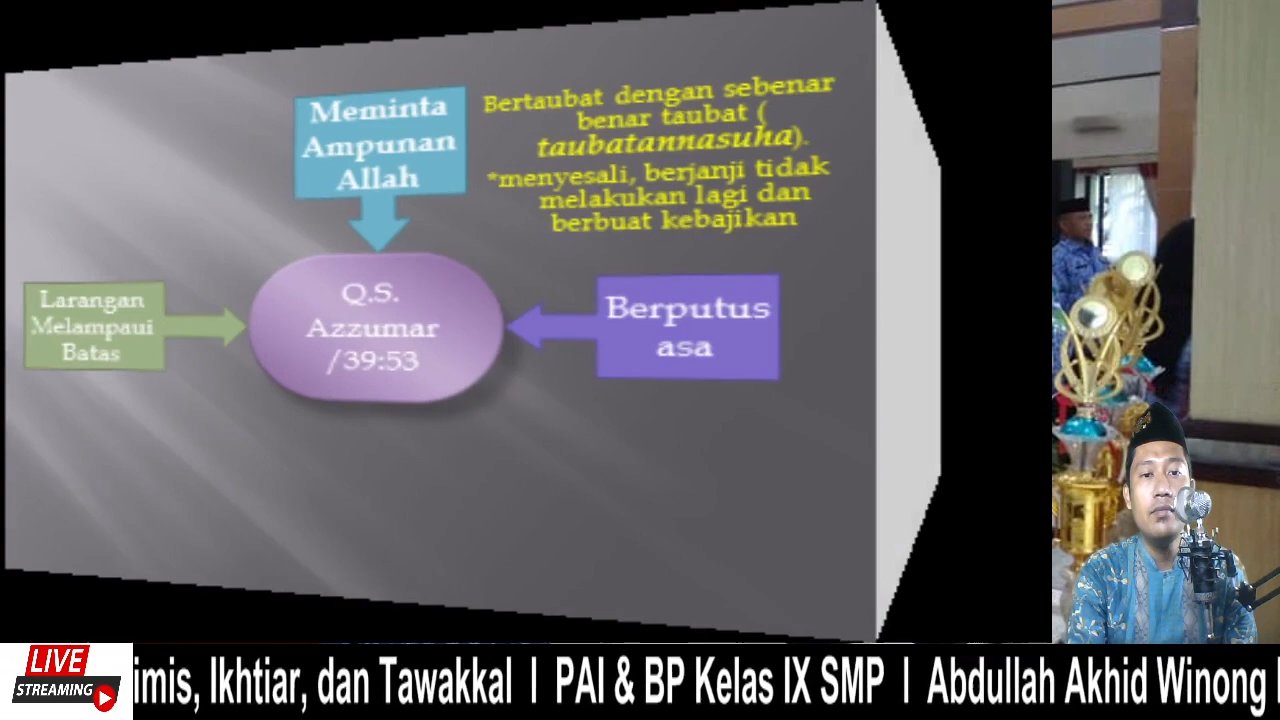 Meminta
Ampunan
Allah
Bertaubat dengan sebenar
benar taubat (
taubatannasuha).
*menyesali, berjanji tidak
melakukan lagi dan
berbuat kebajikan
Larangan
Melampaui
Batas
Q.S.
Azzumar
/39:53
Berputus
asa
LIVE
STREAMING
imis, Ikhtiar, dan Tawakkal I PAI & BP Kelas IX SMP I Abdullah Akhid Winong